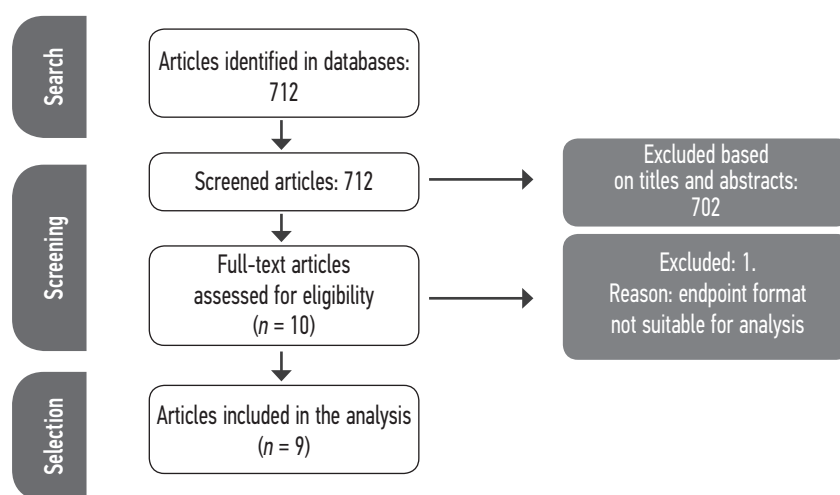 Search
Articles identified in databases:
712
Screening
Screened articles: 712
Excluded based
on titles and abstracts:
702
Full-text articles
assessed for eligibility
(n = 10)
Excluded: 1.
Reason: endpoint format
not suitable for analysis
Selection
Articles included in the analysis
(n = 9)